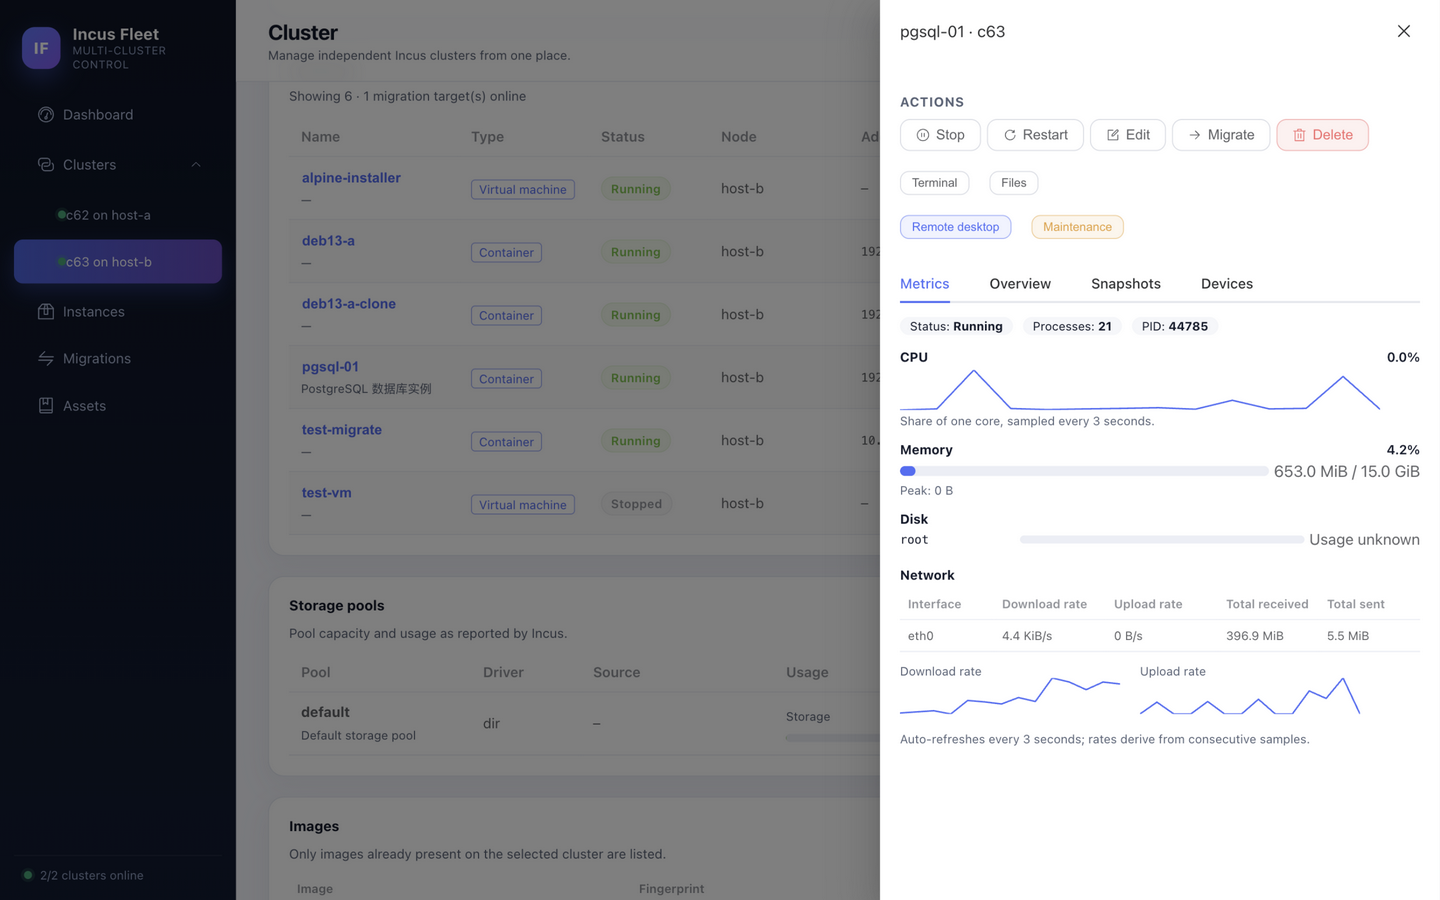 IF
Incus Fleet
MULTI-CLUSTER
CONTROL
Dashboard
Clusters
c62 on host-a
c63 on host-b
Instances
Migrations
Assets
2/2 clusters online
Cluster
Manage independent Incus clusters from one place.
Showing 6 · 1 migration target(s) online
Name Type Status Node Ad
alpine-installer Virtual machine Running host-b –
—
deb13-a Container Running host-b 192
—
deb13-a-clone Container Running host-b 192
—
pgsql-01 Container Running host-b 192
PostgreSQL 数据库实例
test-migrate Container Running host-b 10.
—
test-vm Virtual machine Stopped host-b –
—
Storage pools
Pool capacity and usage as reported by Incus.
Pool Driver Source Usage
default dir – Storage
Default storage pool
Images
Only images already present on the selected cluster are listed.
Image Fingerprint
pgsql-01 · c63
ACTIONS
Stop Restart Edit Migrate Delete
Terminal Files
Remote desktop Maintenance
Metrics Overview Snapshots Devices
Status: Running Processes: 21 PID: 44785
CPU 0.0%
Share of one core, sampled every 3 seconds.
Memory 4.2%
653.0 MiB / 15.0 GiB
Peak: 0 B
Disk
root Usage unknown
Network
Interface Download rate Upload rate Total received Total sent
eth0 4.4 KiB/s 0 B/s 396.9 MiB 5.5 MiB
Download rate Upload rate
Auto-refreshes every 3 seconds; rates derive from consecutive samples.